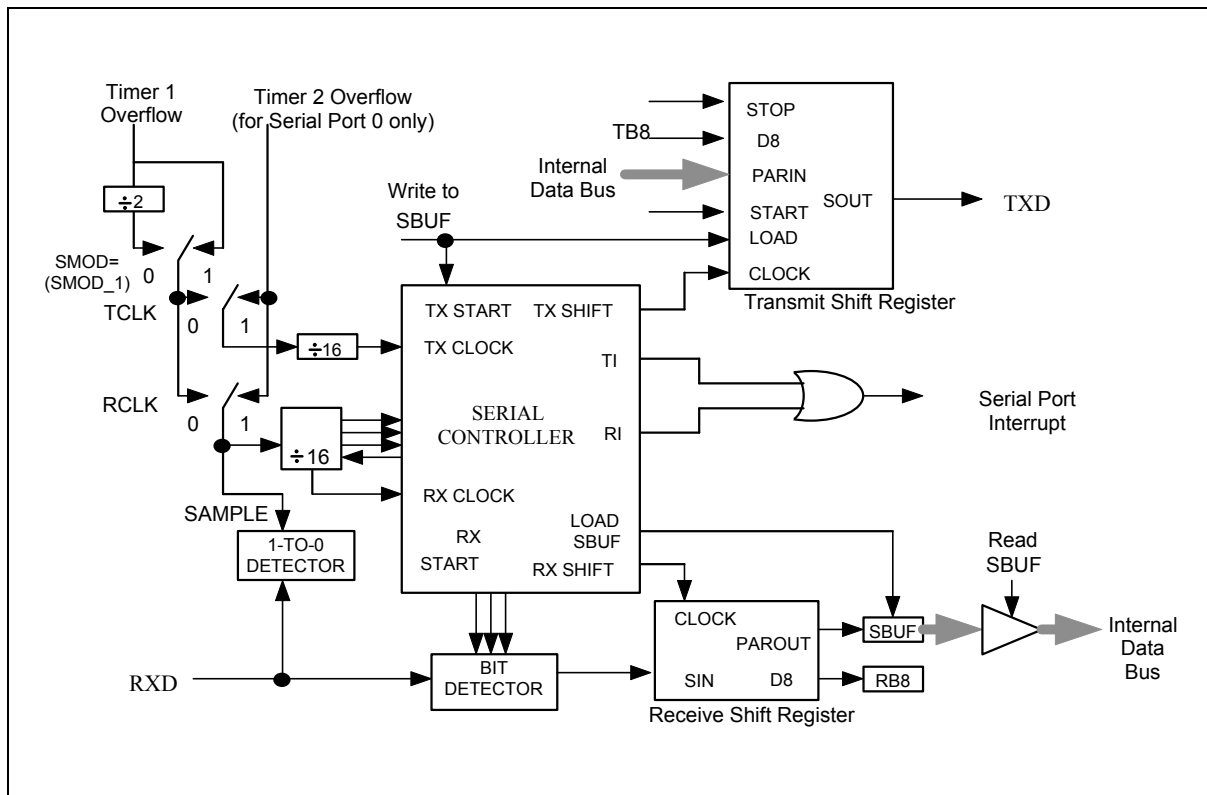 Timer 1
Overflow
Timer 2 Overflow
(for Serial Port 0 only)
÷2
SMOD=
(SMOD_1)
0
1
TCLK
0
1
÷16
RCLK
0
1
÷16
SAMPLE
1-TO-0
DETECTOR
RXD
Write to
SBUF
TX START
TX SHIFT
TX CLOCK
TI
SERIAL
CONTROLLER
RI
RX CLOCK
LOAD
SBUF
RX
START
RX SHIFT
BIT
DETECTOR
TB8
Internal
Data Bus
STOP
D8
PARIN
SOUT
START
LOAD
CLOCK
Transmit Shift Register
TXD
Serial Port
Interrupt
CLOCK
PAROUT
SIN
D8
Receive Shift Register
SBUF
RB8
Read
SBUF
Internal
Data
Bus